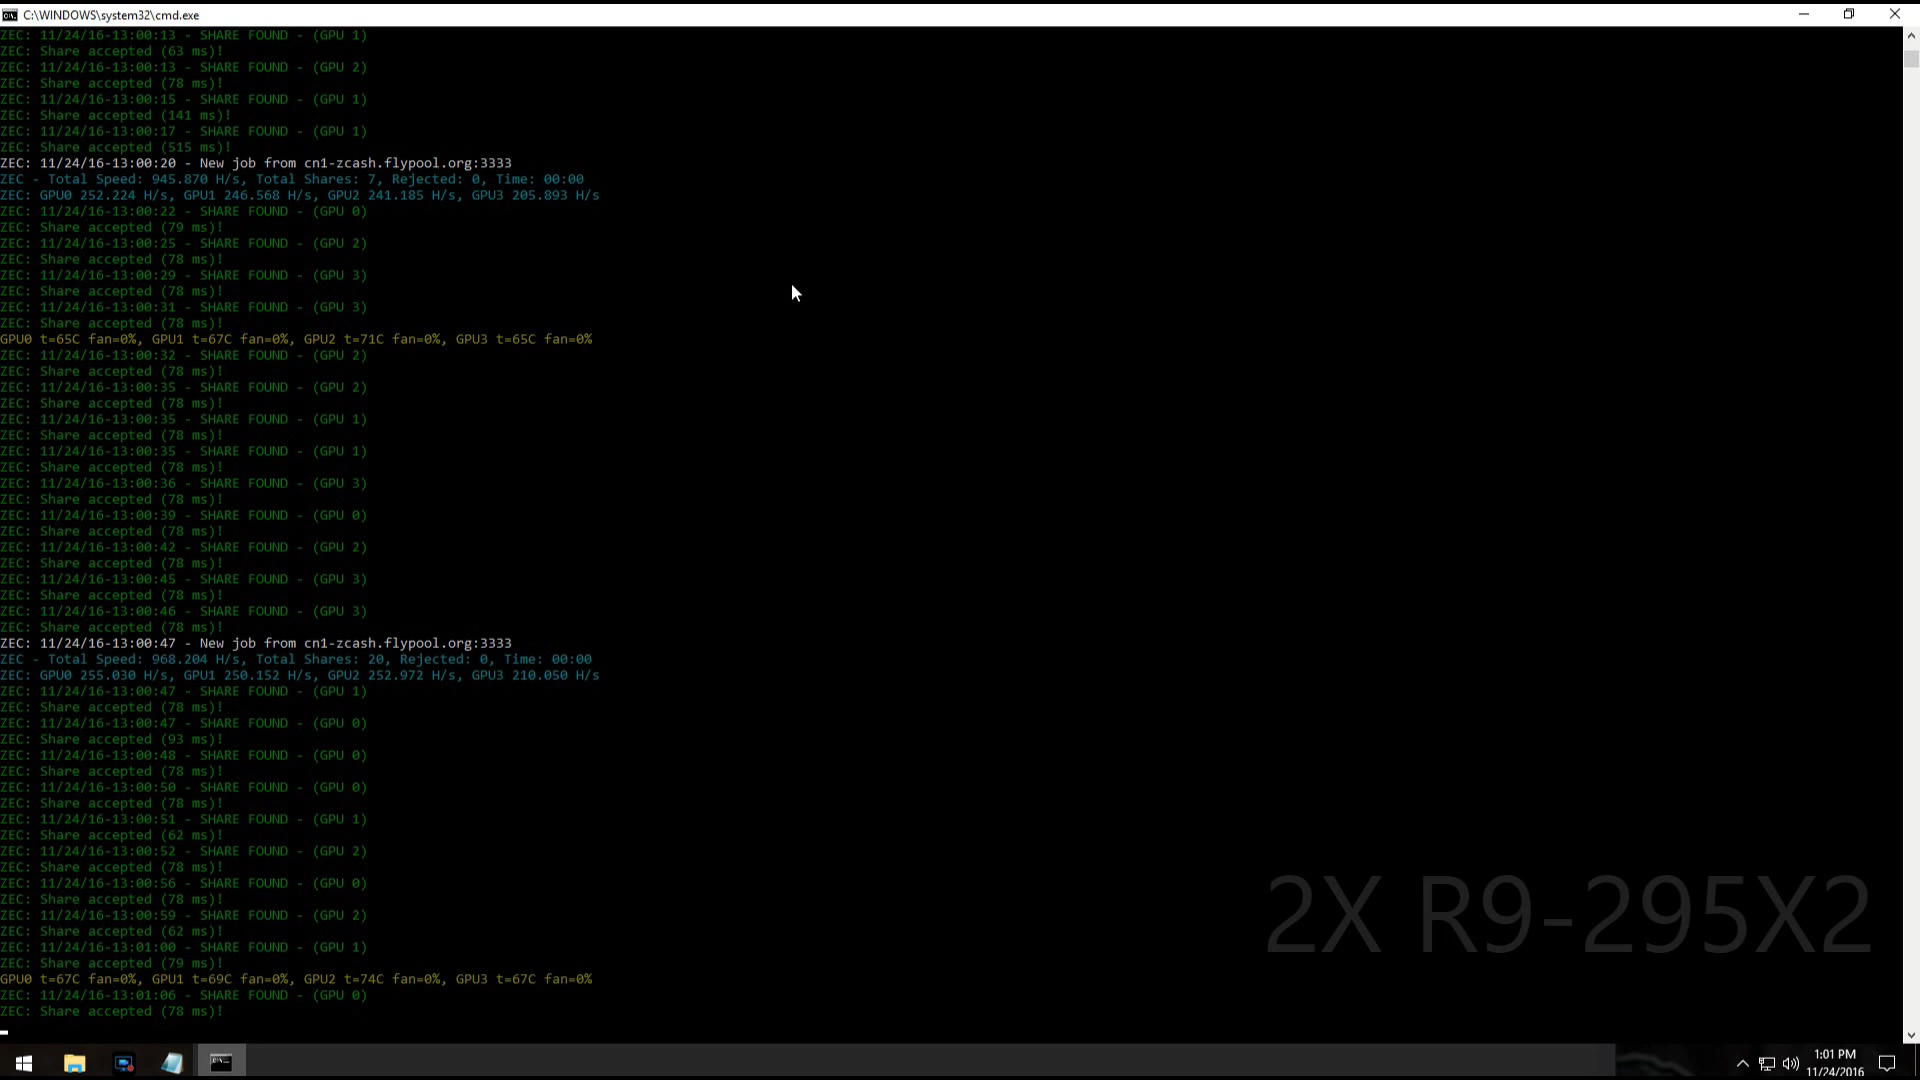 C:\WINDOWS\system32\cmd.exe
ZEC: 11/24/16-13:00:13 - SHARE FOUND - (GPU 1)
ZEC: Share accepted (63 ms)!
ZEC: 11/24/16-13:00:13 - SHARE FOUND - (GPU 2)
ZEC: Share accepted (78 ms)!
ZEC: 11/24/16-13:00:15 - SHARE FOUND - (GPU 1)
ZEC: Share accepted (141 ms)!
ZEC: 11/24/16-13:00:17 - SHARE FOUND - (GPU 1)
ZEC: Share accepted (515 ms)!
ZEC: 11/24/16-13:00:20 - New job from cn1-zcash.flypool.org:3333
ZEC - Total Speed: 945.870 H/s, Total Shares: 7, Rejected: 0, Time: 00:00
ZEC: GPU0 252.224 H/s, GPU1 246.568 H/s, GPU2 241.185 H/s, GPU3 205.893 H/s
ZEC: 11/24/16-13:00:22 - SHARE FOUND - (GPU 0)
ZEC: Share accepted (79 ms)!
ZEC: 11/24/16-13:00:25 - SHARE FOUND - (GPU 2)
ZEC: Share accepted (78 ms)!
ZEC: 11/24/16-13:00:29 - SHARE FOUND - (GPU 3)
ZEC: Share accepted (78 ms)!
ZEC: 11/24/16-13:00:31 - SHARE FOUND - (GPU 3)
ZEC: Share accepted (78 ms)!
GPU0 t=65C fan=0%, GPU1 t=67C fan=0%, GPU2 t=71C fan=0%, GPU3 t=65C fan=0%
ZEC: 11/24/16-13:00:32 - SHARE FOUND - (GPU 2)
ZEC: Share accepted (78 ms)!
ZEC: 11/24/16-13:00:35 - SHARE FOUND - (GPU 2)
ZEC: Share accepted (78 ms)!
ZEC: 11/24/16-13:00:35 - SHARE FOUND - (GPU 1)
ZEC: Share accepted (78 ms)!
ZEC: 11/24/16-13:00:35 - SHARE FOUND - (GPU 1)
ZEC: Share accepted (78 ms)!
ZEC: 11/24/16-13:00:36 - SHARE FOUND - (GPU 3)
ZEC: Share accepted (78 ms)!
ZEC: 11/24/16-13:00:39 - SHARE FOUND - (GPU 0)
ZEC: Share accepted (78 ms)!
ZEC: 11/24/16-13:00:42 - SHARE FOUND - (GPU 2)
ZEC: Share accepted (78 ms)!
ZEC: 11/24/16-13:00:45 - SHARE FOUND - (GPU 3)
ZEC: Share accepted (78 ms)!
ZEC: 11/24/16-13:00:46 - SHARE FOUND - (GPU 3)
ZEC: Share accepted (78 ms)!
ZEC: 11/24/16-13:00:47 - New job from cn1-zcash.flypool.org:3333
ZEC - Total Speed: 968.204 H/s, Total Shares: 20, Rejected: 0, Time: 00:00
ZEC: GPU0 255.030 H/s, GPU1 250.152 H/s, GPU2 252.972 H/s, GPU3 210.050 H/s
ZEC: 11/24/16-13:00:47 - SHARE FOUND - (GPU 1)
ZEC: Share accepted (78 ms)!
ZEC: 11/24/16-13:00:47 - SHARE FOUND - (GPU 0)
ZEC: Share accepted (93 ms)!
ZEC: 11/24/16-13:00:48 - SHARE FOUND - (GPU 0)
ZEC: Share accepted (78 ms)!
ZEC: 11/24/16-13:00:50 - SHARE FOUND - (GPU 0)
ZEC: Share accepted (78 ms)!
ZEC: 11/24/16-13:00:51 - SHARE FOUND - (GPU 1)
ZEC: Share accepted (62 ms)!
ZEC: 11/24/16-13:00:52 - SHARE FOUND - (GPU 2)
ZEC: Share accepted (78 ms)!
ZEC: 11/24/16-13:00:56 - SHARE FOUND - (GPU 0)
ZEC: Share accepted (78 ms)!
ZEC: 11/24/16-13:00:59 - SHARE FOUND - (GPU 2)
ZEC: Share accepted (62 ms)!
ZEC: 11/24/16-13:01:00 - SHARE FOUND - (GPU 1)
ZEC: Share accepted (79 ms)!
GPU0 t=67C fan=0%, GPU1 t=69C fan=0%, GPU2 t=74C fan=0%, GPU3 t=67C fan=0%
ZEC: 11/24/16-13:01:06 - SHARE FOUND - (GPU 0)
ZEC: Share accepted (78 ms)!
2X R9-295X2
1:01 PM
11/24/2016